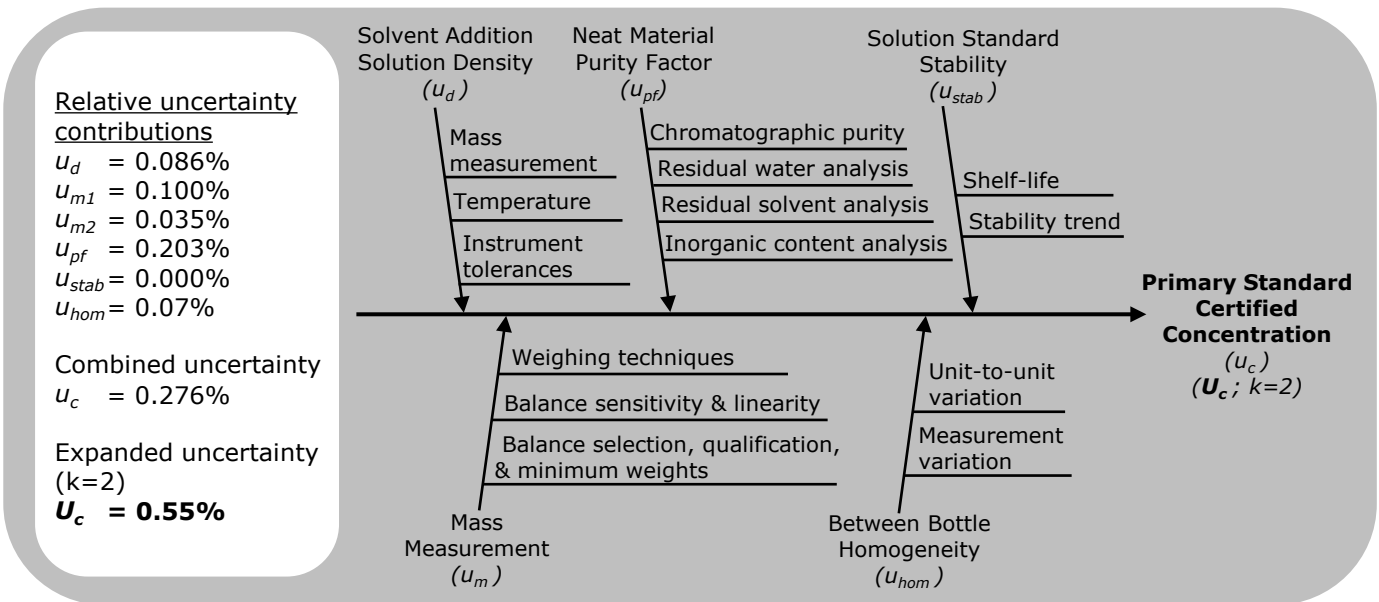 Relative uncertainty
contributions
u_d = 0.086%
u_m1 = 0.100%
u_m2 = 0.035%
u_pf = 0.203%
u_stab = 0.000%
u_hom = 0.07%
Combined uncertainty
u_c = 0.276%
Expanded uncertainty
(k=2)
U_c = 0.55%
Solvent Addition
Solution Density
(u_d)
Mass
measurement
Temperature
Instrument
tolerances
Neat Material
Purity Factor
(u_pf)
Chromatographic purity
Residual water analysis
Residual solvent analysis
Inorganic content analysis
Solution Standard
Stability
(u_stab)
Shelf-life
Stability trend
Weighing techniques
Balance sensitivity & linearity
Balance selection, qualification,
& minimum weights
Mass
Measurement
(u_m)
Unit-to-unit
variation
Measurement
variation
Between Bottle
Homogeneity
(u_hom)
Primary Standard
Certified
Concentration
(u_c)
(U_c; k=2)